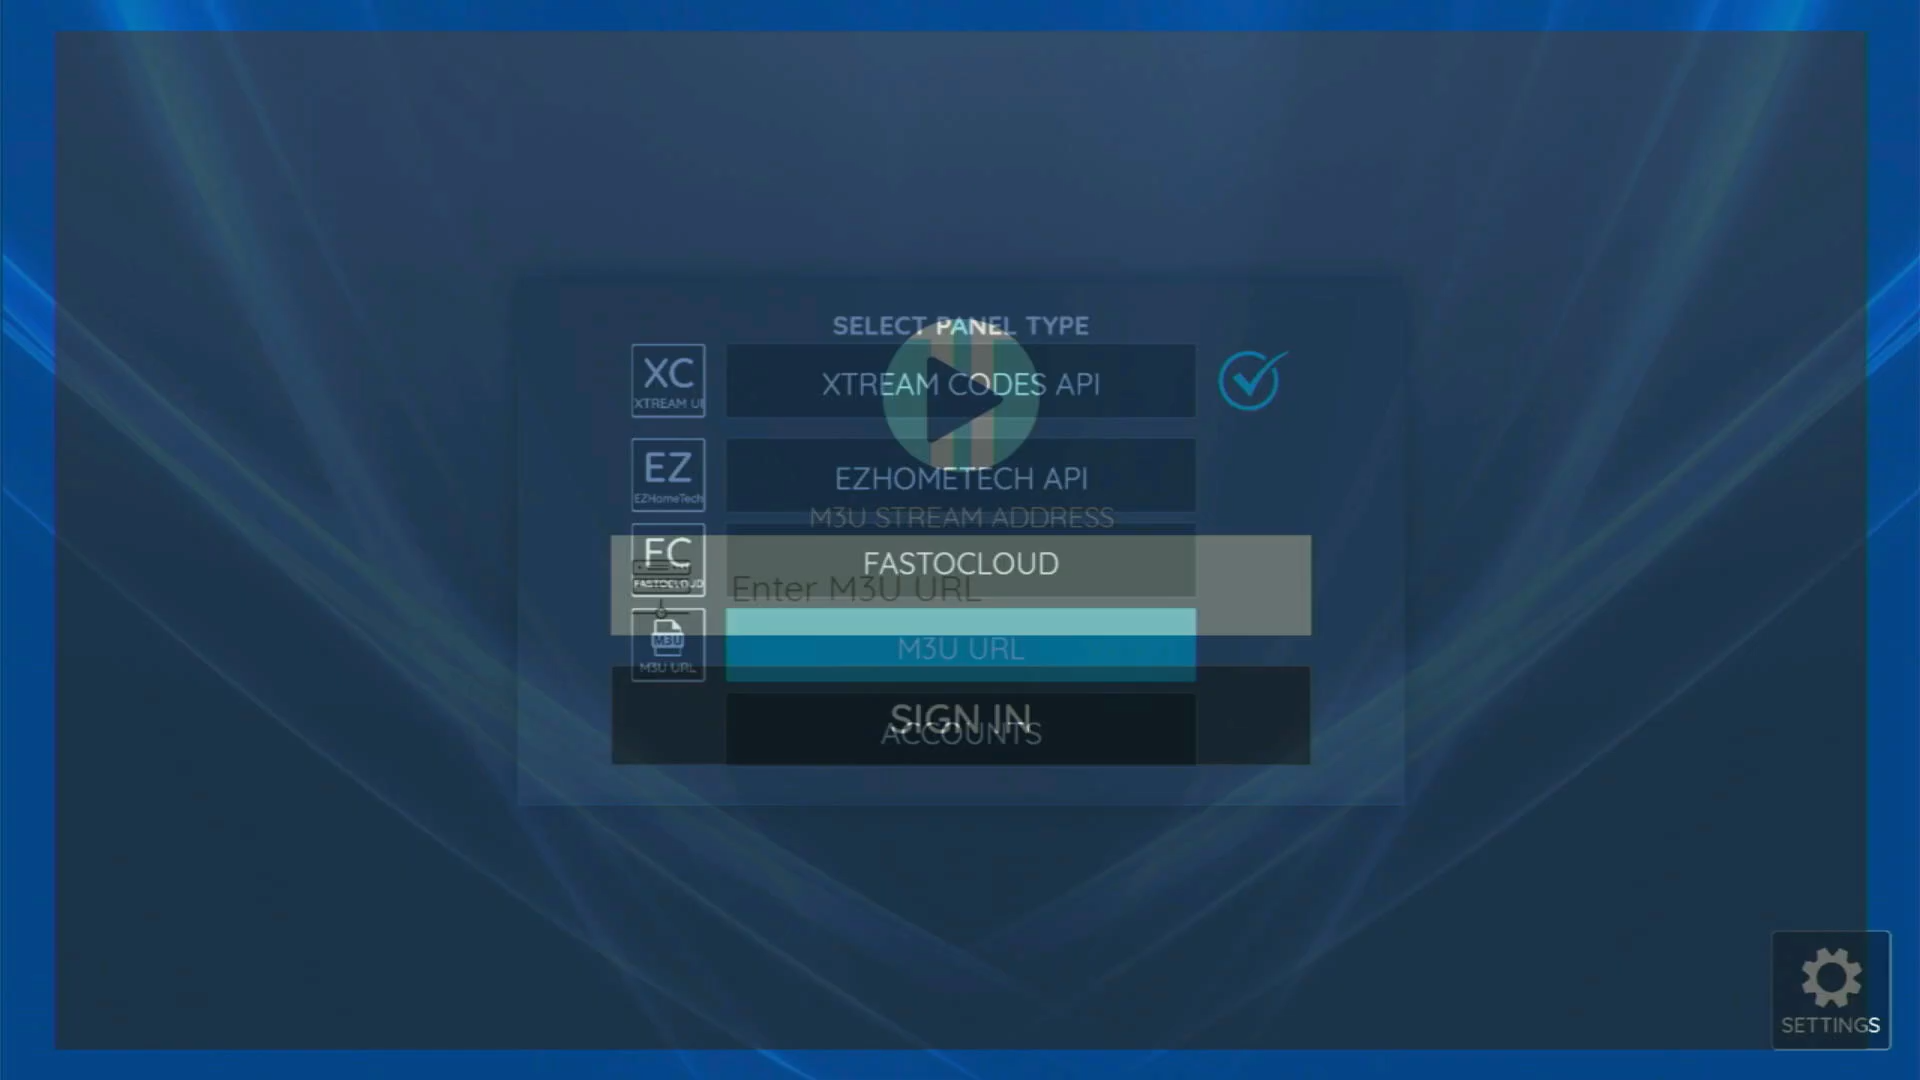 SELECT PANEL TYPE
XC
XTREAM UI
XTREAM CODES API
EZ
EZHomeTech
EZHOMETECH API
M3U STREAM ADDRESS
FC
FASTOCLOUD
FASTOCLOUD
Enter M3U URL
M3U
M3U URL
M3U URL
SIGN IN
ACCOUNTS
SETTINGS